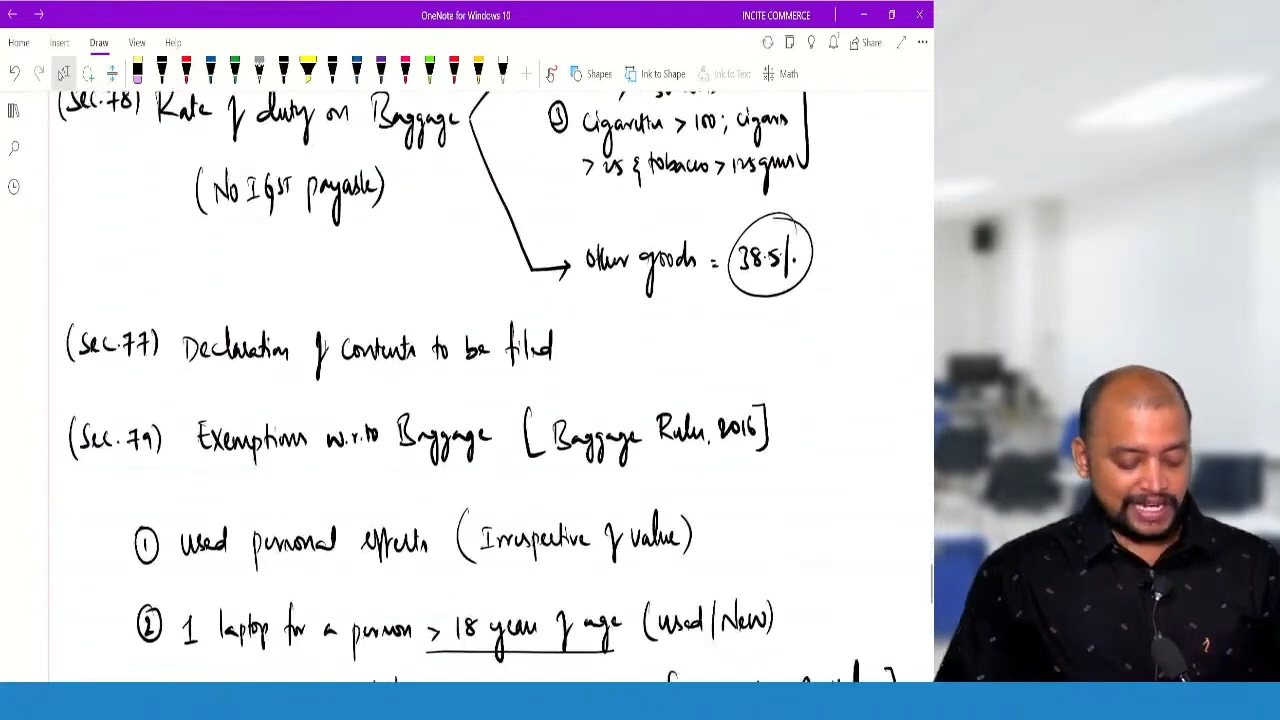 OneNote for Windows 10
INCITE COMMERCE
Home Insert Draw View Help
Share
Shapes
Ink to Shape
Ink to Text
Math
(Sec.78) Rate of duty on Baggage
(No IGST payable)
③ Cigarettes > 100; cigars
> 25 & tobacco > 125gms
other goods = 38.5%.
(Sec.77) Declaration of contents to be filed
(Sec.79) Exemptions w.r.to Baggage [Baggage Rules, 2016]
① used personal effects (Irrespective of value)
② 1 laptop for a person > 18 years of age (used/New)